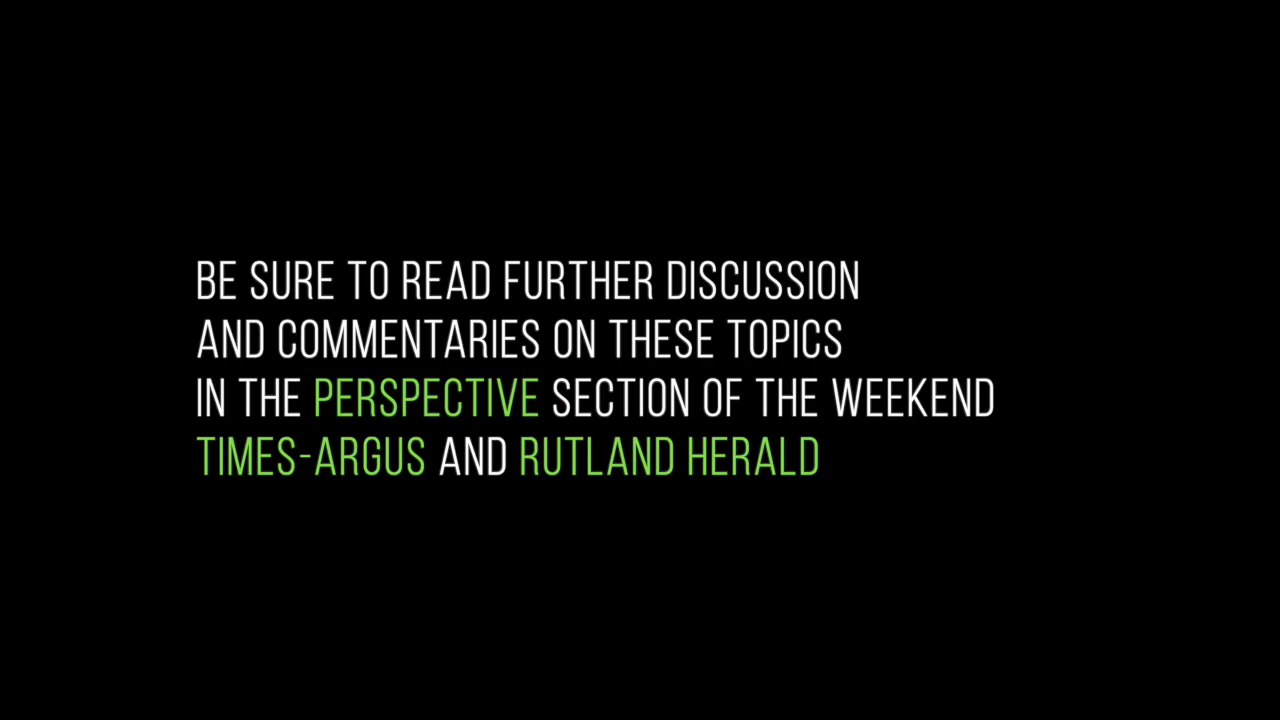 BE SURE TO READ FURTHER DISCUSSION
AND COMMENTARIES ON THESE TOPICS
IN THE PERSPECTIVE SECTION OF THE WEEKEND
TIMES-ARGUS AND RUTLAND HERALD